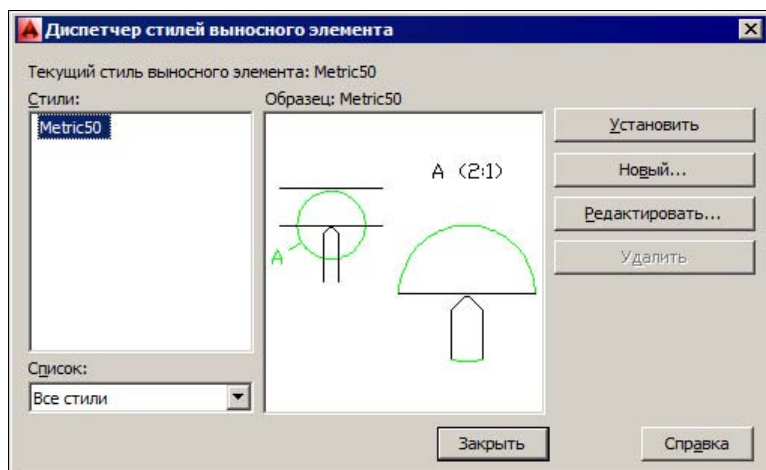 Диспетчер стилей выносного элемента
Текущий стиль выносного элемента: Metric50
Стили:
Образец: Metric50
Metric50
A (2:1)
A
Установить
Новый...
Редактировать...
Удалить
Список:
Все стили
Закрыть
Справка